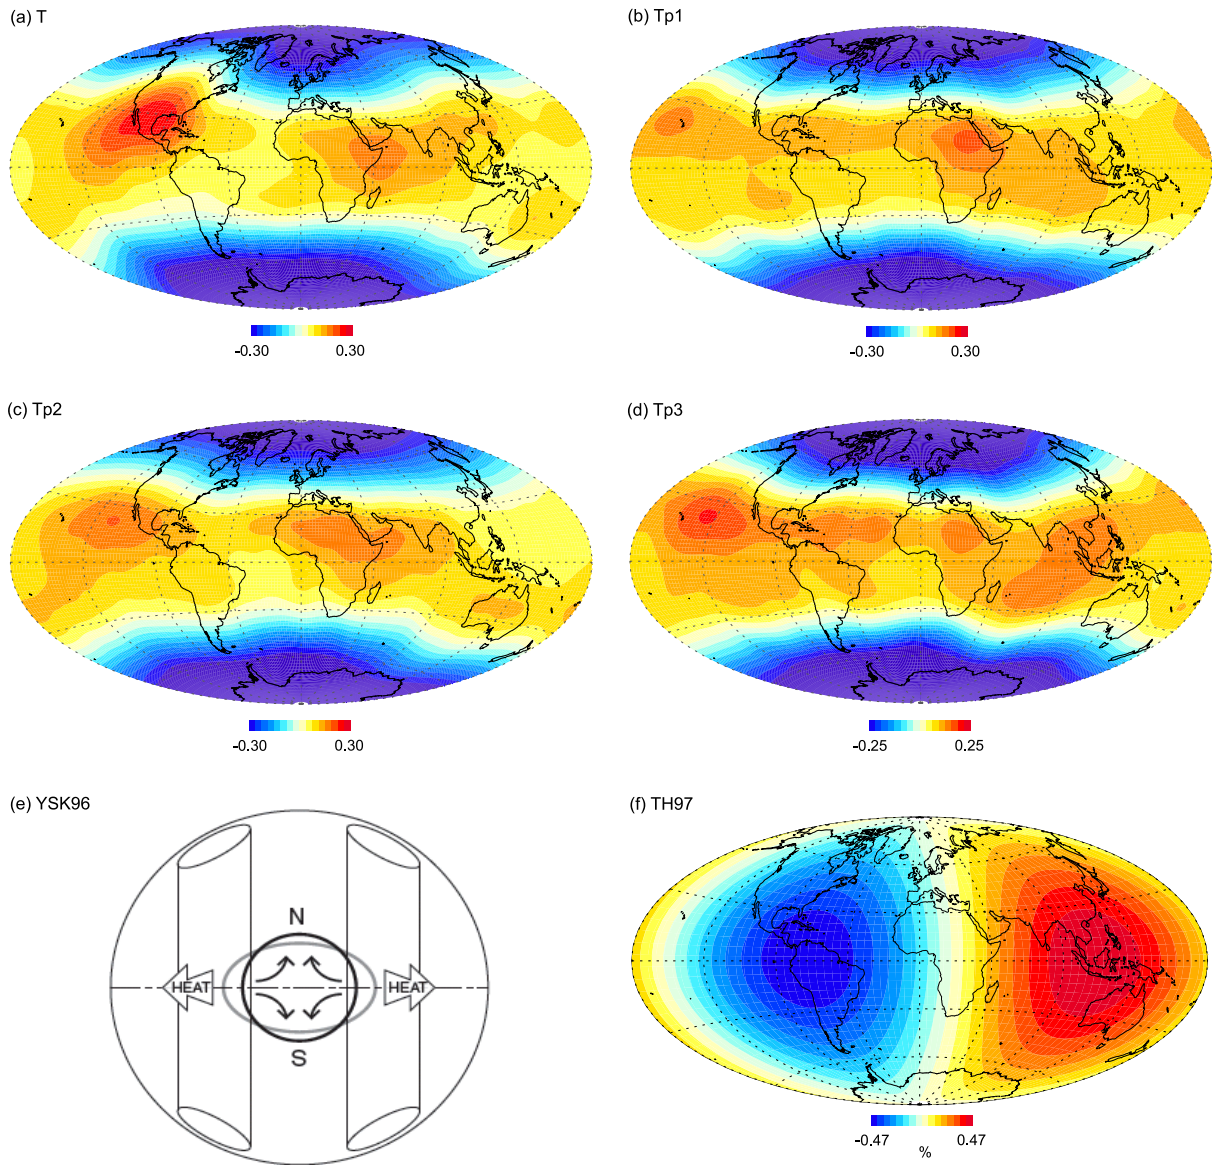 (a) T
(b) Tp1
-0.30 0.30
-0.30 0.30
(c) Tp2
(d) Tp3
-0.30 0.30
-0.25 0.25
(e) YSK96
(f) TH97
N
HEAT
HEAT
S
-0.47 0.47
%